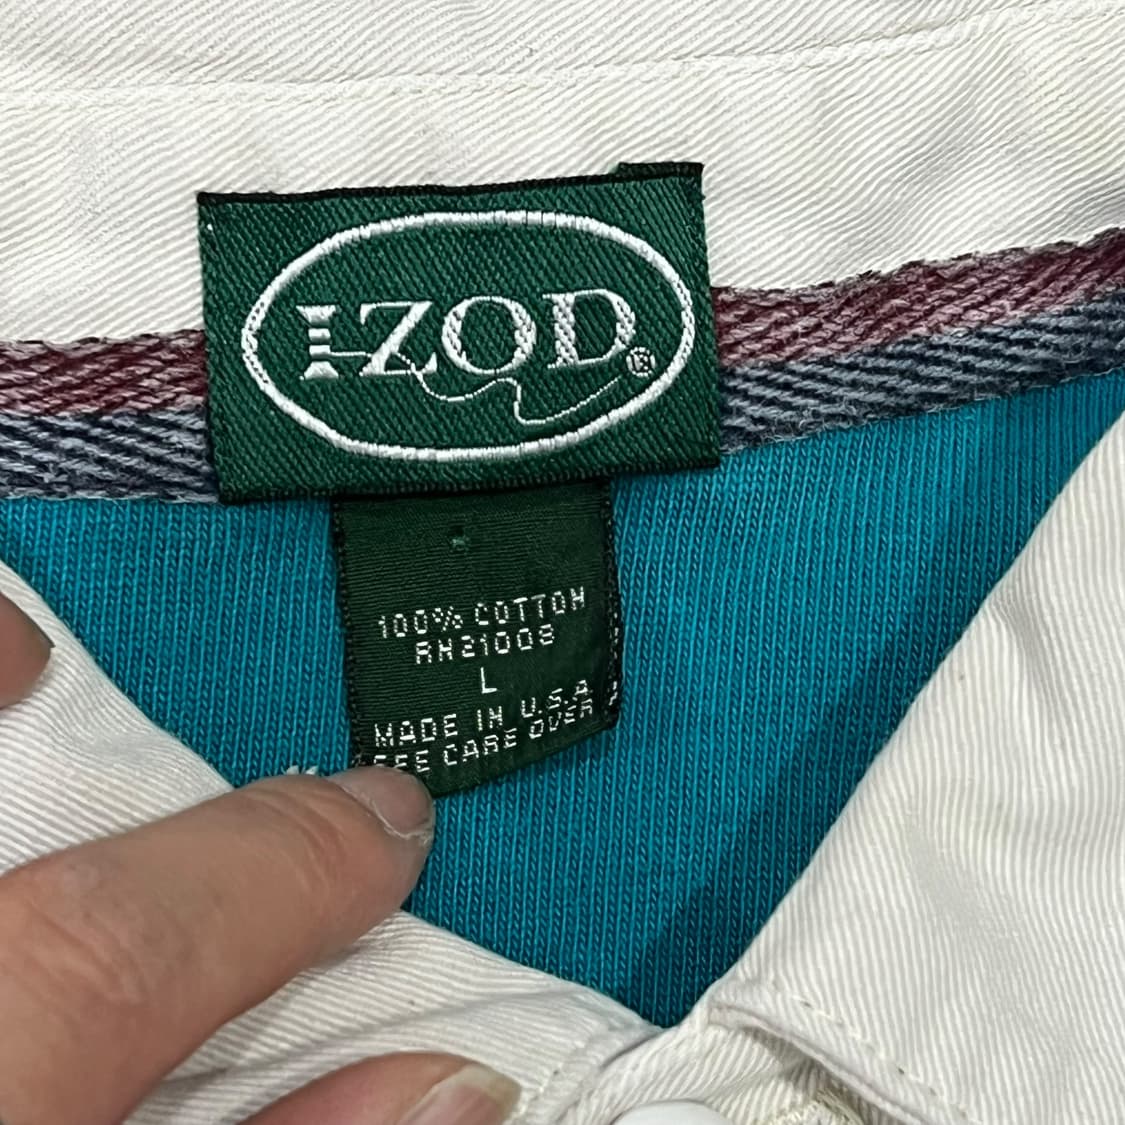 IZOD®
100% COTTON
RN21008
L
MADE IN U.S.A.
SEE CARE OVER